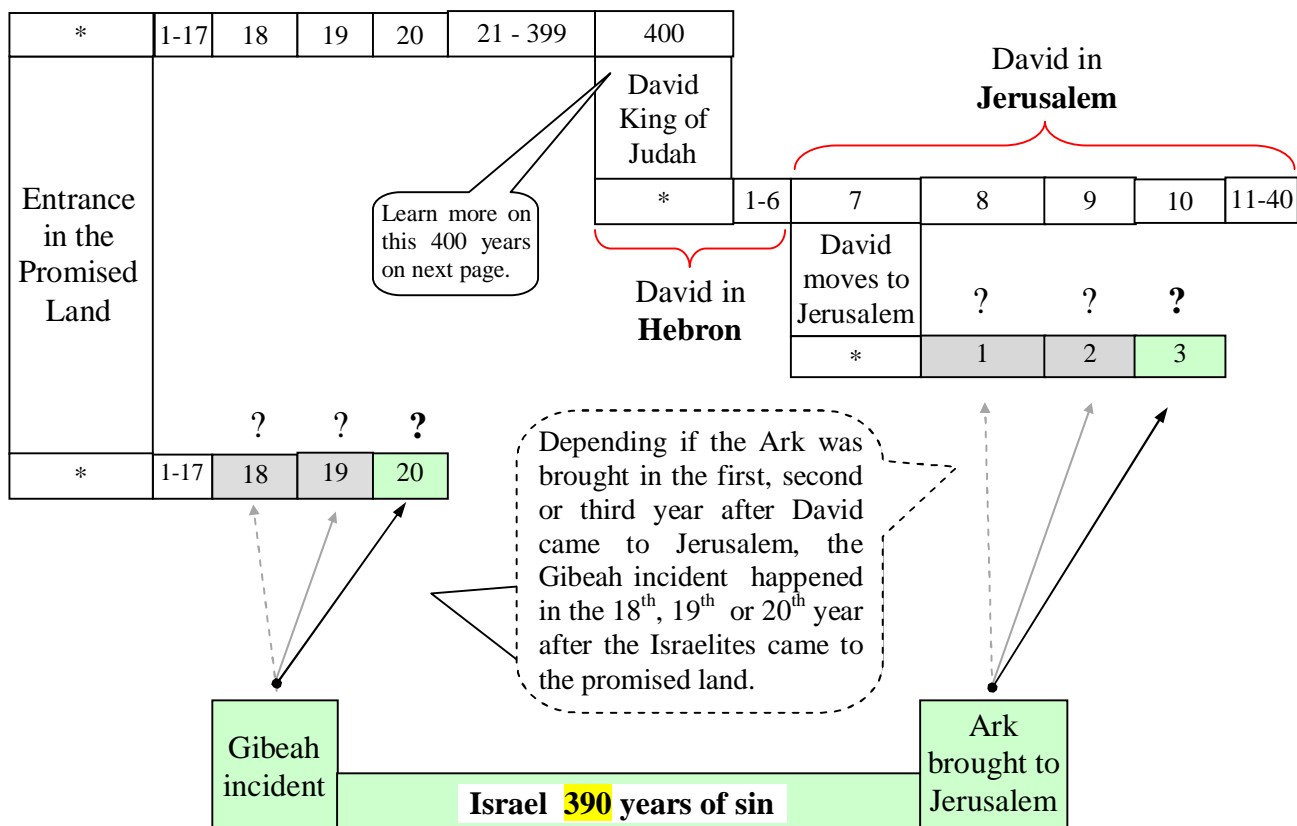 * 1-17 18 19 20 21 - 399 400
David in
Jerusalem
David
King of
Judah
Entrance
in the
Promised
Land
Learn more on
this 400 years
on next page.
* 1-6 7 8 9 10 11-40
David in
Hebron
David
moves to
Jerusalem
? ? ?
* 1 2 3
? ? ?
* 1-17 18 19 20
Depending if the Ark was
brought in the first, second
or third year after David
came to Jerusalem, the
Gibeah incident happened
in the 18th, 19th or 20th year
after the Israelites came to
the promised land.
Gibeah
incident
Ark
brought to
Jerusalem
Israel 390 years of sin